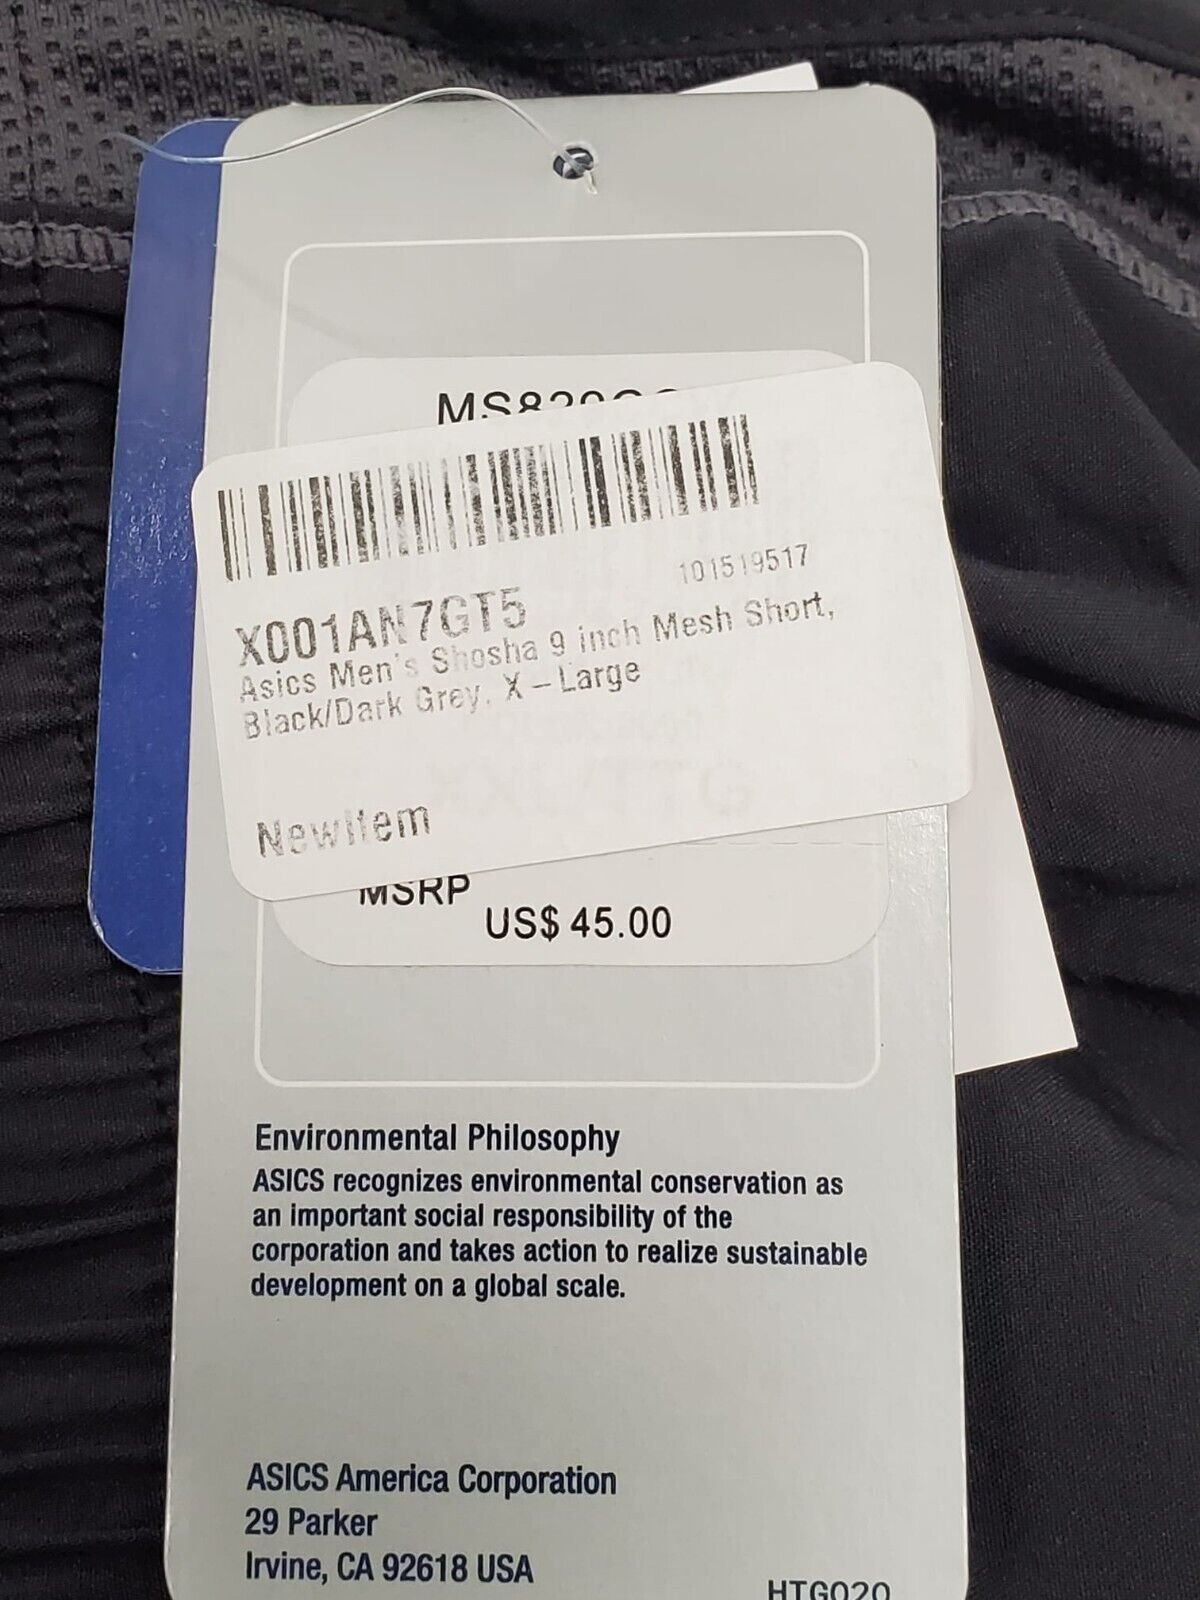 101519517
X001AN7GT5
Asics Men's Shosha 9 inch Mesh Short,
Black/Dark Grey, X-Large
NewItem
MSRP
US$ 45.00
Environmental Philosophy
ASICS recognizes environmental conservation as
an important social responsibility of the
corporation and takes action to realize sustainable
development on a global scale.
ASICS America Corporation
29 Parker
Irvine, CA 92618 USA
HTG020